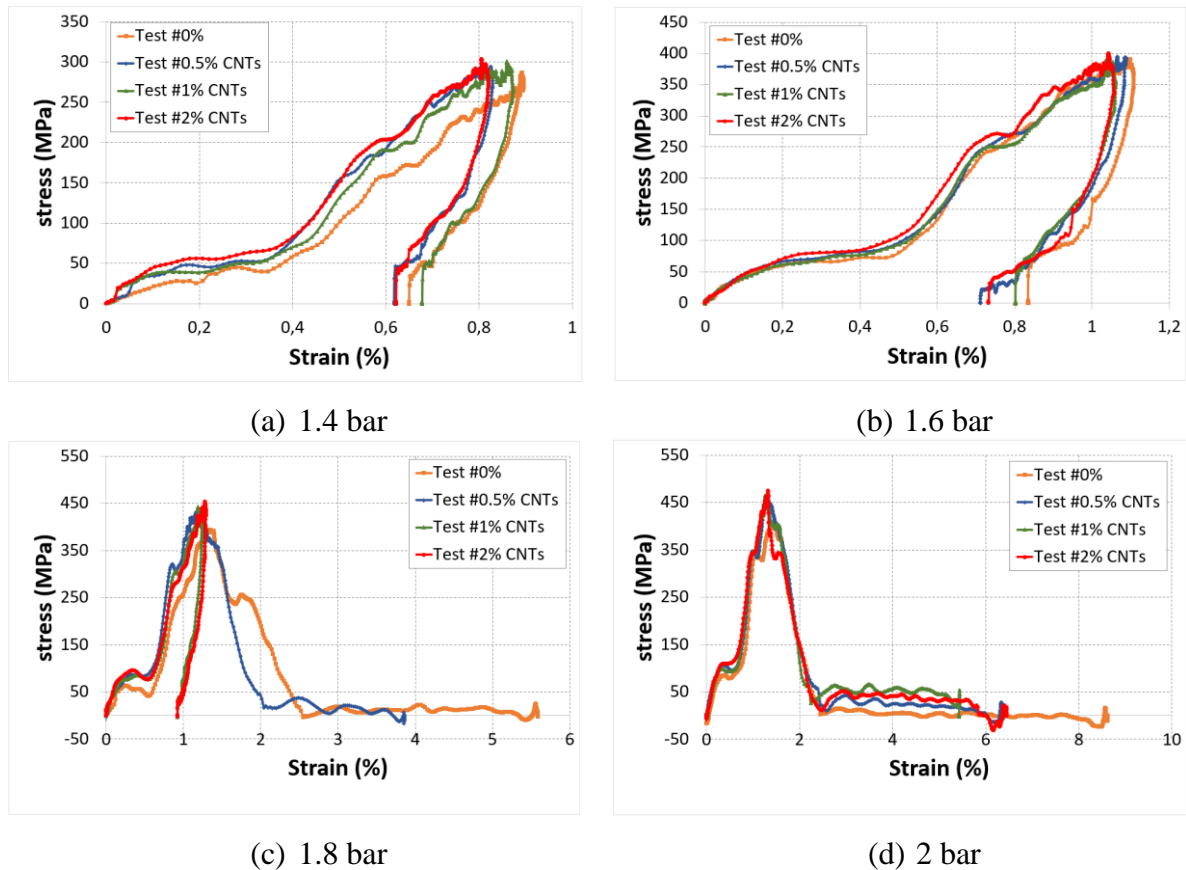 350
300
250
200
150
100
50
0
stress (MPa)
Test #0%
Test #0.5% CNTs
Test #1% CNTs
Test #2% CNTs
0 0,2 0,4 0,6 0,8 1
Strain (%)
(a) 1.4 bar
450
400
350
300
250
200
150
100
50
0
stress (MPa)
Test #0%
Test #0.5% CNTs
Test #1% CNTs
Test #2% CNTs
0 0,2 0,4 0,6 0,8 1 1,2
Strain (%)
(b) 1.6 bar
550
450
350
250
150
50
-50
stress (MPa)
Test #0%
Test #0.5% CNTs
Test #1% CNTs
Test #2% CNTs
0 1 2 3 4 5 6
Strain (%)
(c) 1.8 bar
550
450
350
250
150
50
-50
stress (MPa)
Test #0%
Test #0.5% CNTs
Test #1% CNTs
Test #2% CNTs
0 2 4 6 8 10
Strain (%)
(d) 2 bar